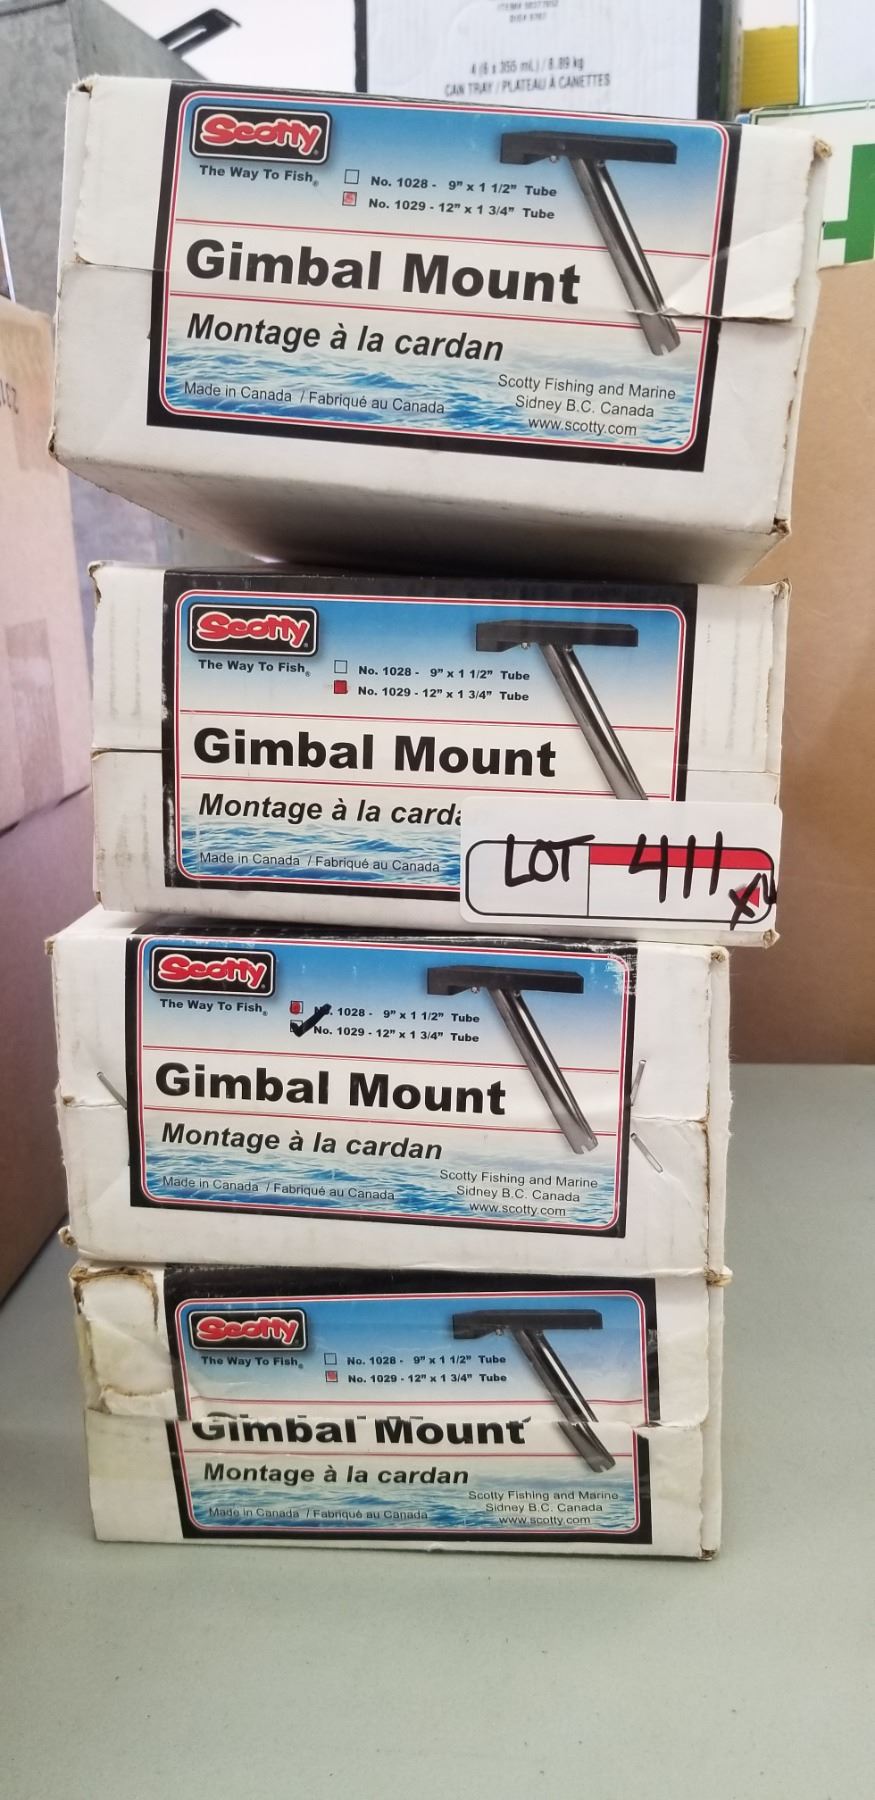 4 (6 x 355 mL) / 8.89 kg
CAN TRAY / PLATEAU À CANETTES
Scotty
The Way To Fish®
No. 1028 - 9" x 1 1/2" Tube
No. 1029 - 12" x 1 3/4" Tube
Gimbal Mount
Montage à la cardan
Made in Canada / Fabriqué au Canada
Scotty Fishing and Marine
Sidney B.C. Canada
www.scotty.com
Scotty
The Way To Fish®
No. 1028 - 9" x 1 1/2" Tube
No. 1029 - 12" x 1 3/4" Tube
Gimbal Mount
Montage à la carda
Made in Canada / Fabriqué au Canada
LOT 411
Scotty
The Way To Fish®
1028 - 9" x 1 1/2" Tube
No. 1029 - 12" x 1 3/4" Tube
Gimbal Mount
Montage à la cardan
Made in Canada / Fabriqué au Canada
Scotty Fishing and Marine
Sidney B.C. Canada
www.scotty.com
Scotty
The Way To Fish®
No. 1028 - 9" x 1 1/2" Tube
No. 1029 - 12" x 1 3/4" Tube
Gimbal Mount
Montage à la cardan
Made in Canada / Fabriqué au Canada
Scotty Fishing and Marine
Sidney B.C. Canada
www.scotty.com